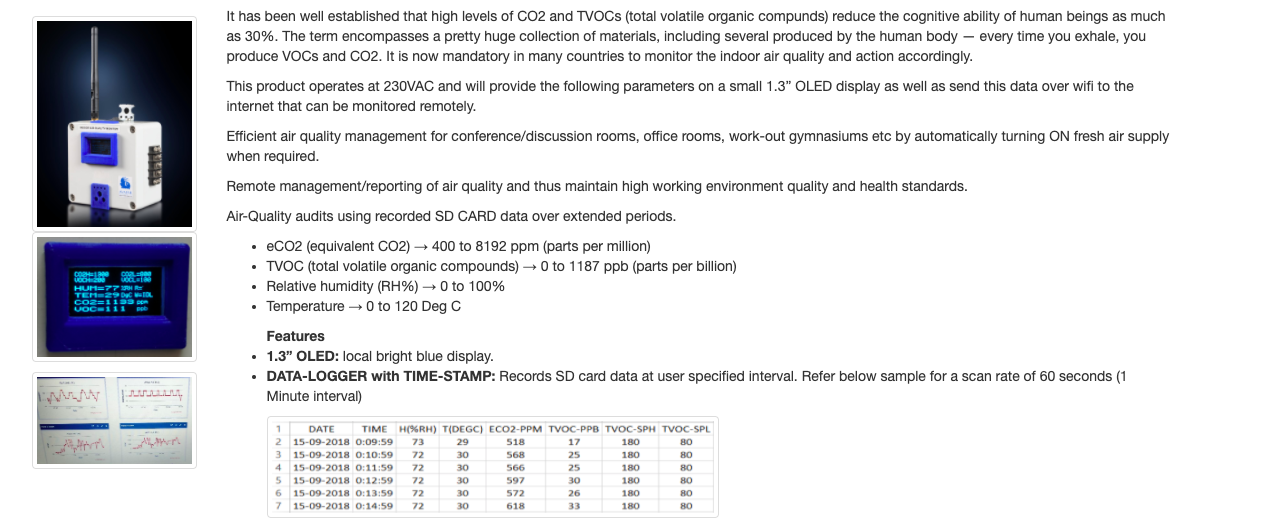 It has been well established that high levels of CO2 and TVOCs (total volatile organic compunds) reduce the cognitive ability of human beings as much
as 30%. The term encompasses a pretty huge collection of materials, including several produced by the human body — every time you exhale, you
produce VOCs and CO2. It is now mandatory in many countries to monitor the indoor air quality and action accordingly.
This product operates at 230VAC and will provide the following parameters on a small 1.3” OLED display as well as send this data over wifi to the
internet that can be monitored remotely.
Efficient air quality management for conference/discussion rooms, office rooms, work-out gymnasiums etc by automatically turning ON fresh air supply
when required.
Remote management/reporting of air quality and thus maintain high working environment quality and health standards.
Air-Quality audits using recorded SD CARD data over extended periods.
• eCO2 (equivalent CO2) → 400 to 8192 ppm (parts per million)
• TVOC (total volatile organic compounds) → 0 to 1187 ppb (parts per billion)
• Relative humidity (RH%) → 0 to 100%
• Temperature → 0 to 120 Deg C
Features
• 1.3” OLED: local bright blue display.
• DATA-LOGGER with TIME-STAMP: Records SD card data at user specified interval. Refer below sample for a scan rate of 60 seconds (1
Minute interval)
1 DATE TIME H(%RH) T(DEGC) ECO2-PPM TVOC-PPB TVOC-SPH TVOC-SPL
2 15-09-2018 0:09:59 73 29 518 17 180 80
3 15-09-2018 0:10:59 72 30 568 25 180 80
4 15-09-2018 0:11:59 72 30 566 25 180 80
5 15-09-2018 0:12:59 72 30 597 30 180 80
6 15-09-2018 0:13:59 72 30 572 26 180 80
7 15-09-2018 0:14:59 72 30 618 33 180 80
CO2H=1300 CO2L=800
VOCH=200 VOCL=100
HUM=77 %RH
TEM=29 DgC
CO2=1133 ppm
VOC=111 ppb